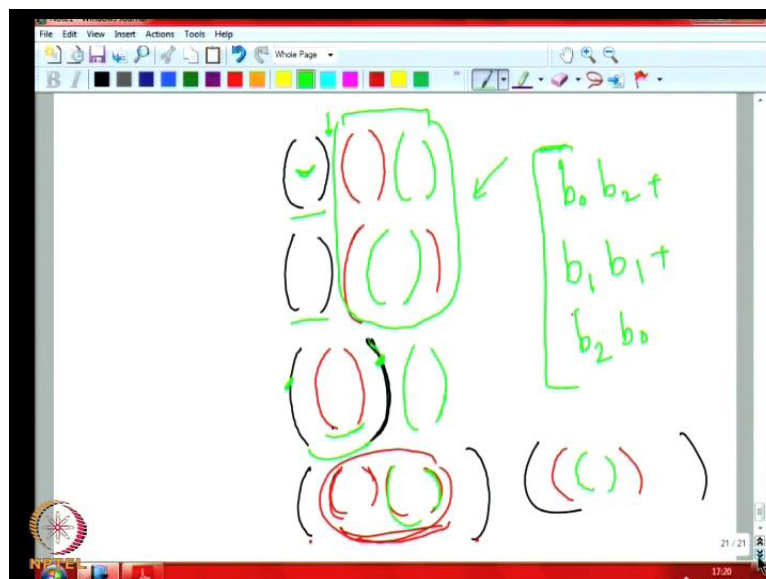 File Edit View Insert Actions Tools Help
Whole Page
B I
( ) ( ) ( )
b₀ b₂ +
( ) ( ( ) )
b₁ b₁ +
b₂ b₀
( ( ) ) ( )
( ( ) ( ) ) ( ( ( ) ) )
21 / 21
NPTEL
17:20